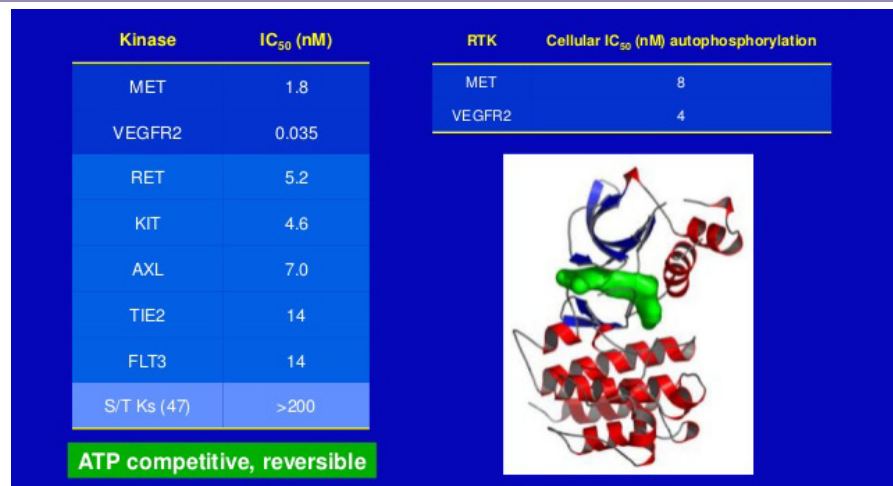 Kinase IC50 (nM)
MET 1.8
VEGFR2 0.035
RET 5.2
KIT 4.6
AXL 7.0
TIE2 14
FLT3 14
S/T Ks (47) >200
ATP competitive, reversible
RTK Cellular IC50 (nM) autophosphorylation
MET 8
VEGFR2 4